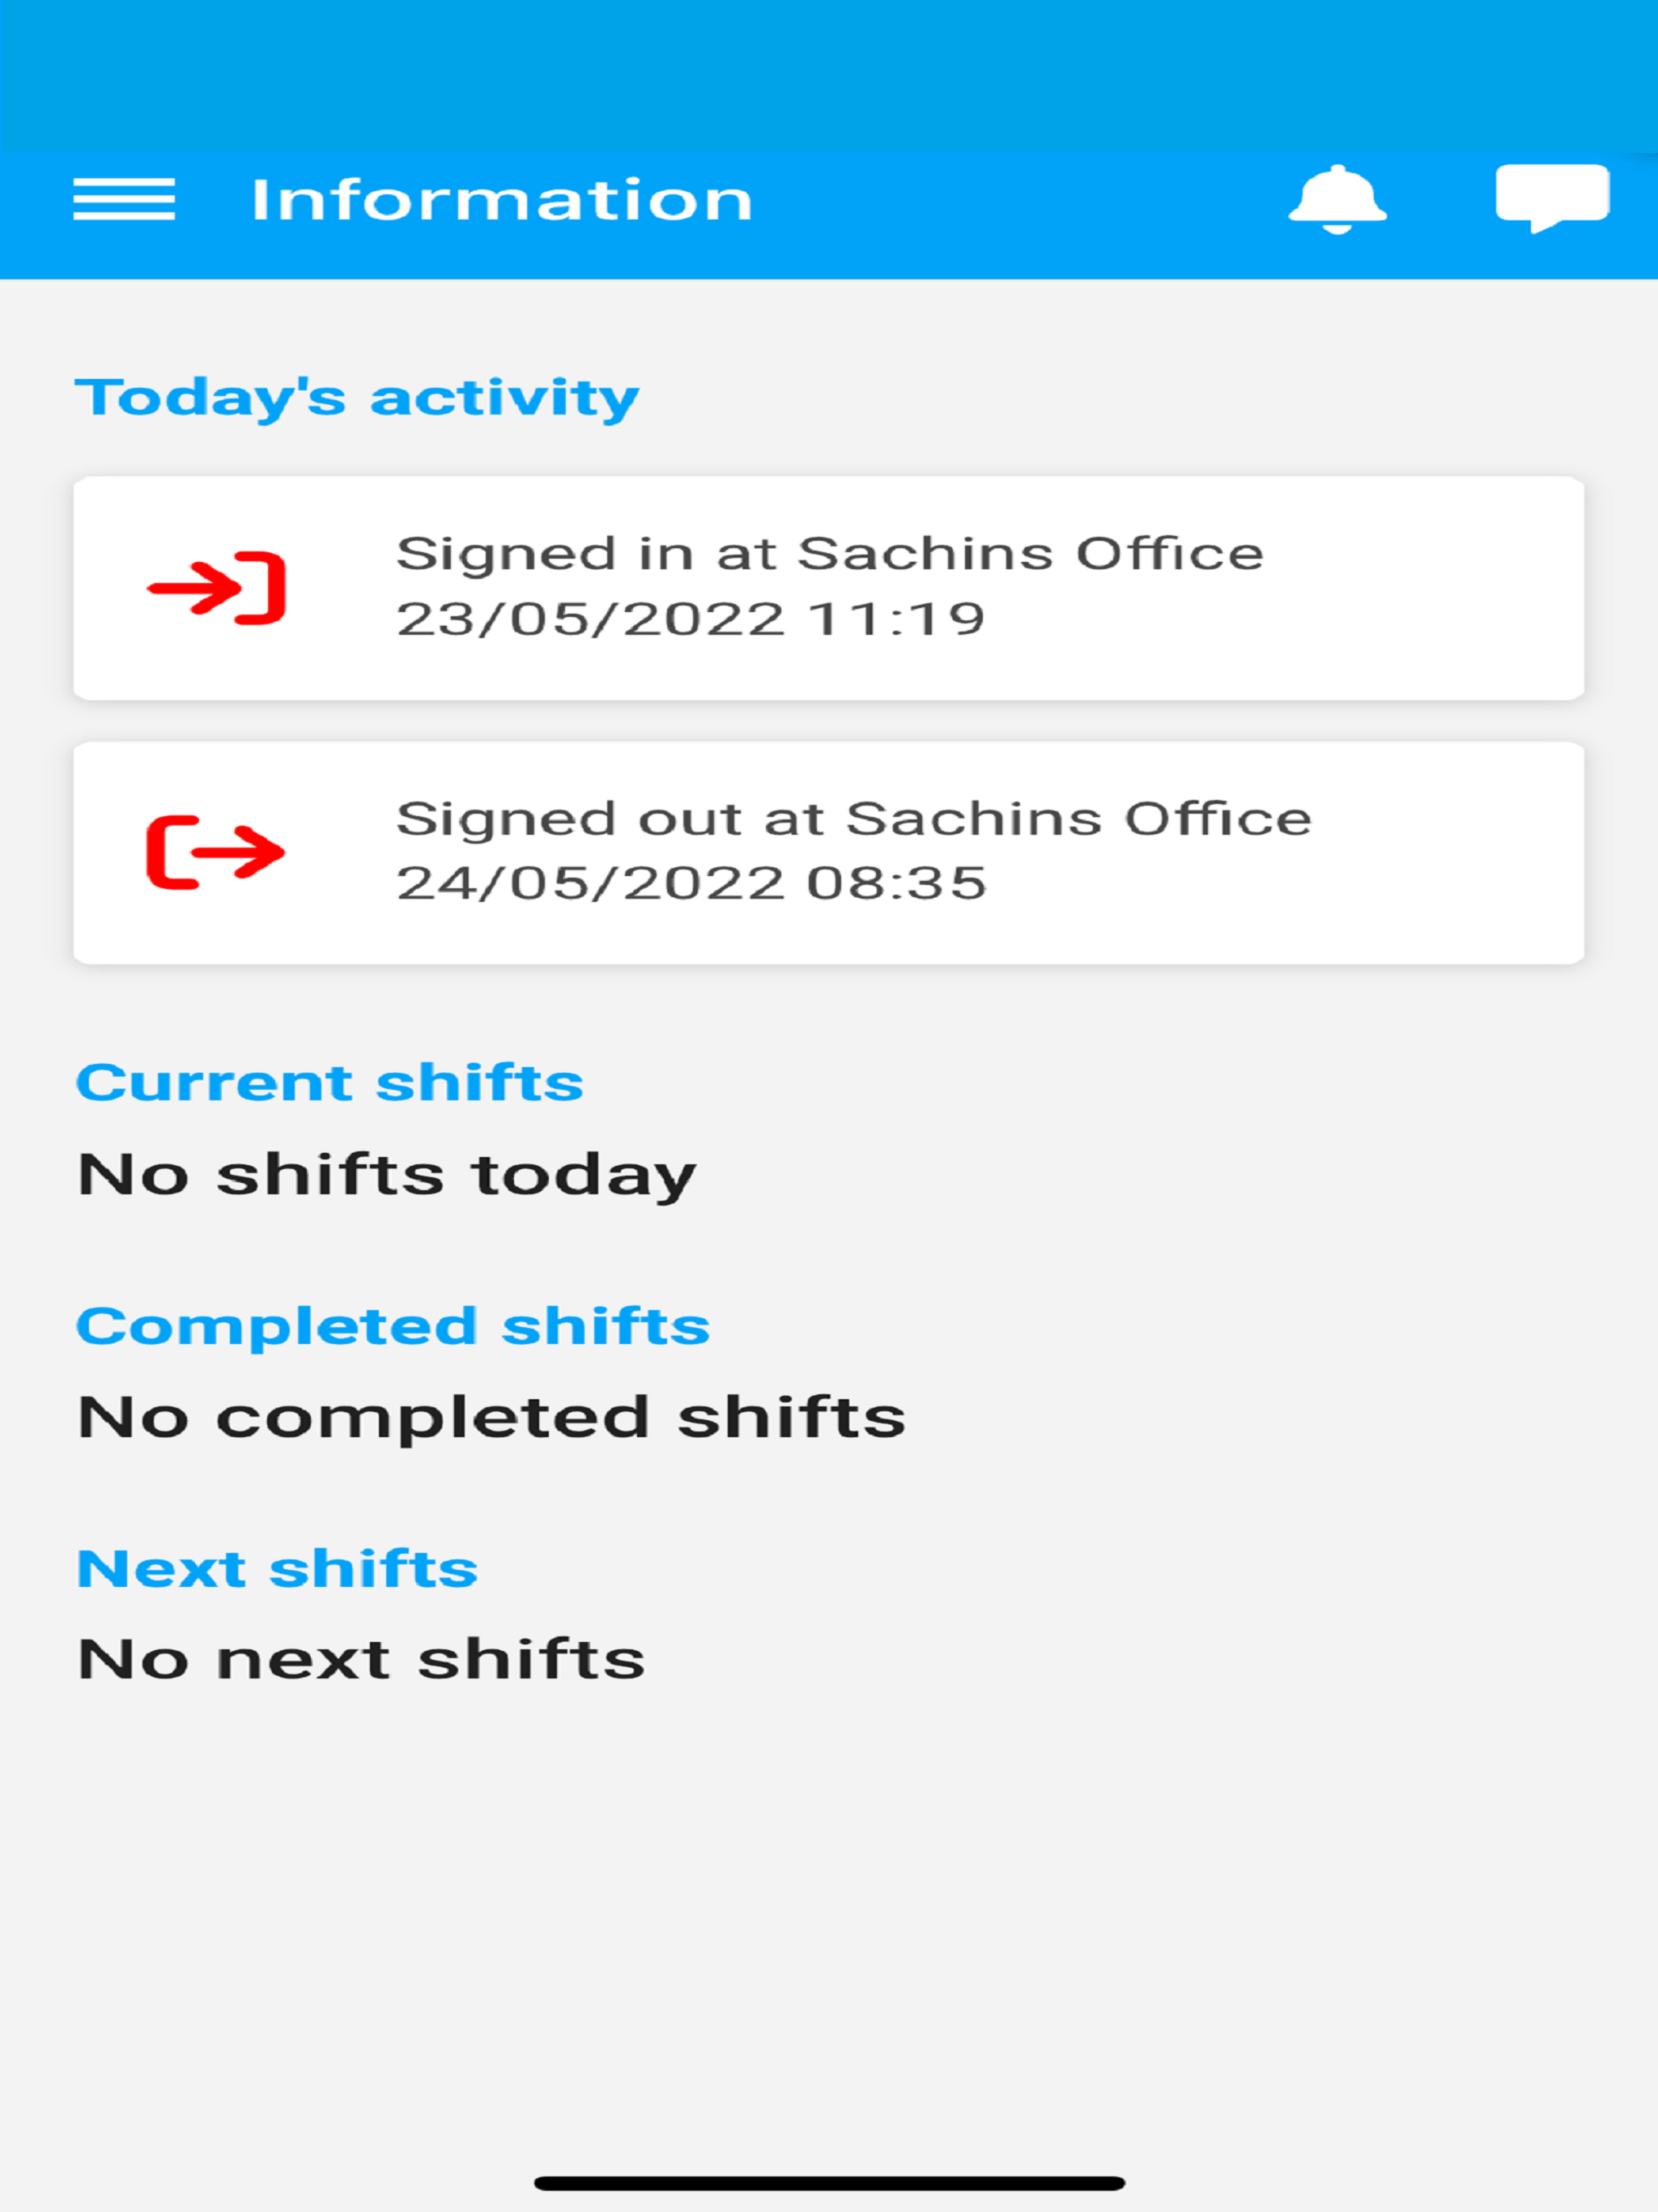 Information
Today's activity
Signed in at Sachins Office
23/05/2022 11:19
Signed out at Sachins Office
24/05/2022 08:35
Current shifts
No shifts today
Completed shifts
No completed shifts
Next shifts
No next shifts